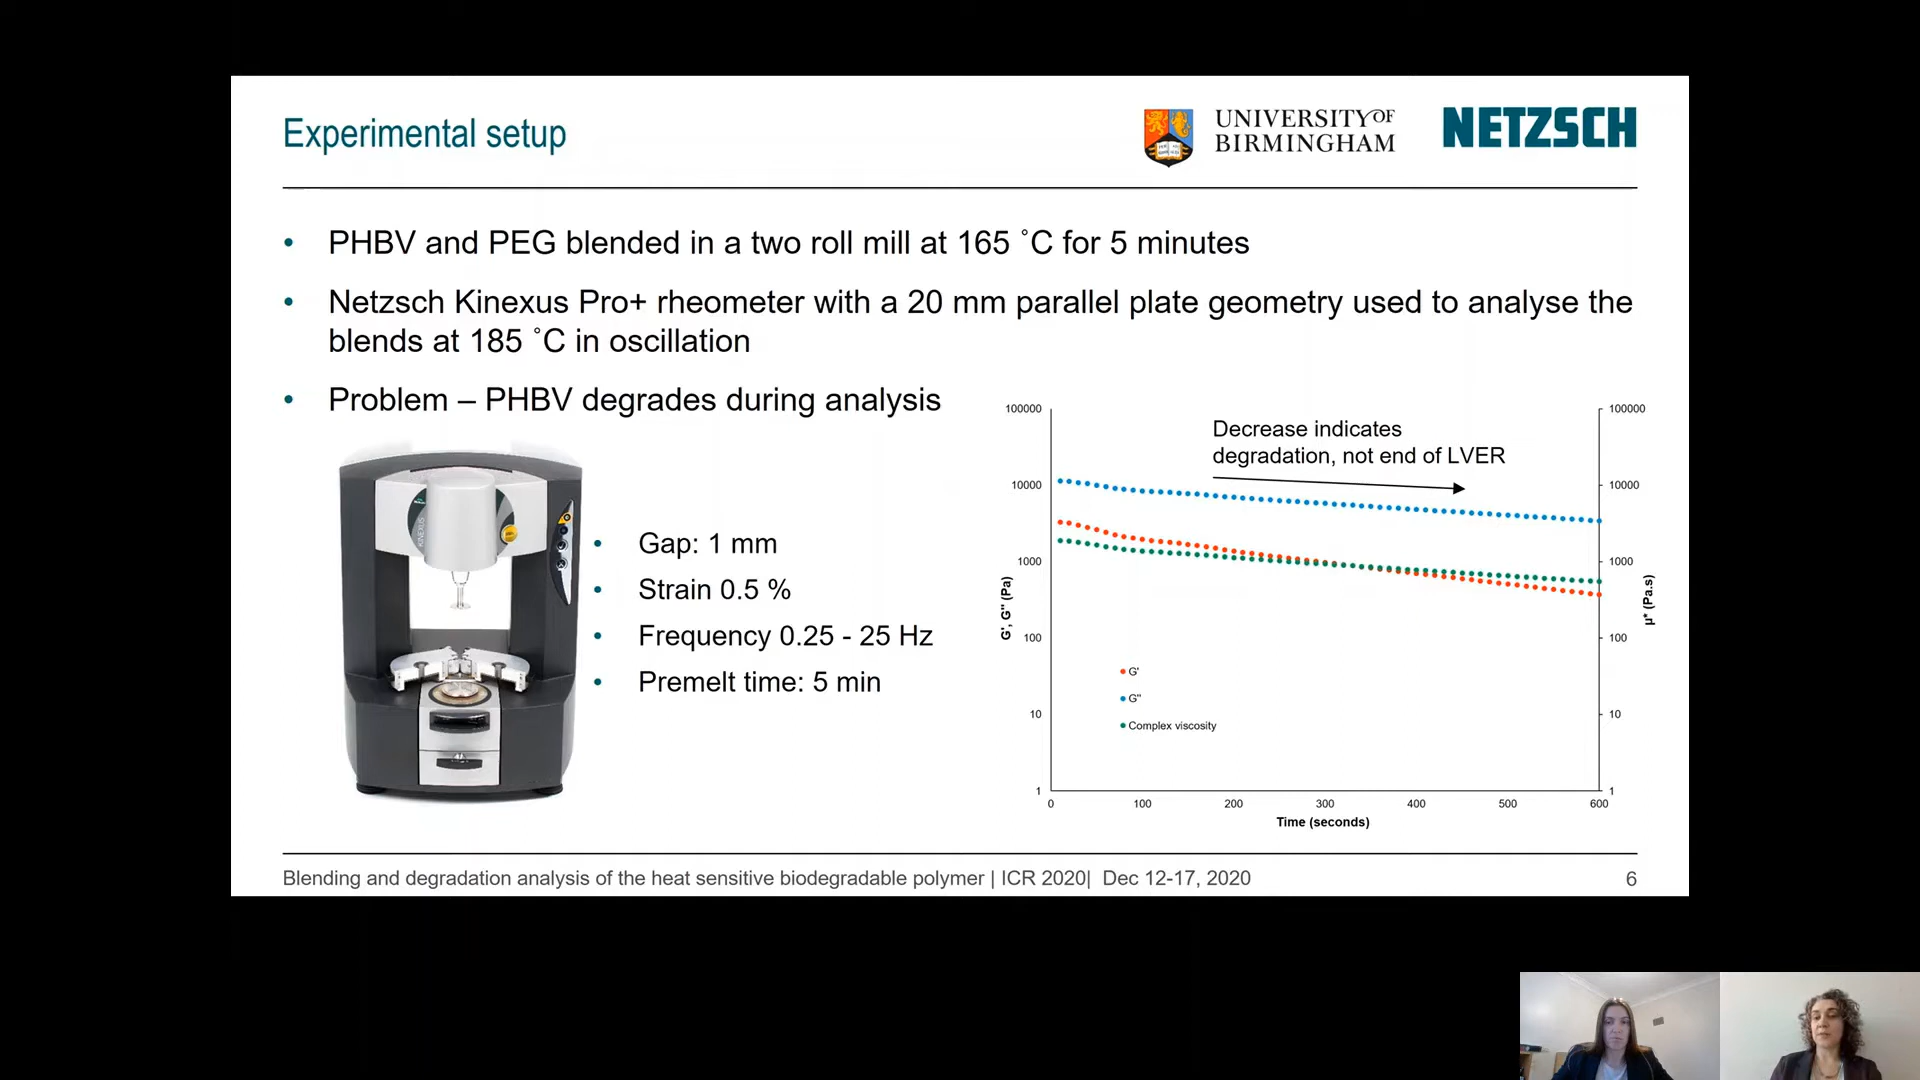 Experimental setup
UNIVERSITY OF
BIRMINGHAM
NETZSCH
• PHBV and PEG blended in a two roll mill at 165 ˚C for 5 minutes
• Netzsch Kinexus Pro+ rheometer with a 20 mm parallel plate geometry used to analyse the
blends at 185 ˚C in oscillation
• Problem – PHBV degrades during analysis
KINEXUS
• Gap: 1 mm
• Strain 0.5 %
• Frequency 0.25 - 25 Hz
• Premelt time: 5 min
Decrease indicates
degradation, not end of LVER
100000
10000
1000
100
10
1
G', G'' (Pa)
100000
10000
1000
100
10
1
µ* (Pa.s)
G'
G''
Complex viscosity
0 100 200 300 400 500 600
Time (seconds)
Blending and degradation analysis of the heat sensitive biodegradable polymer | ICR 2020| Dec 12-17, 2020
6